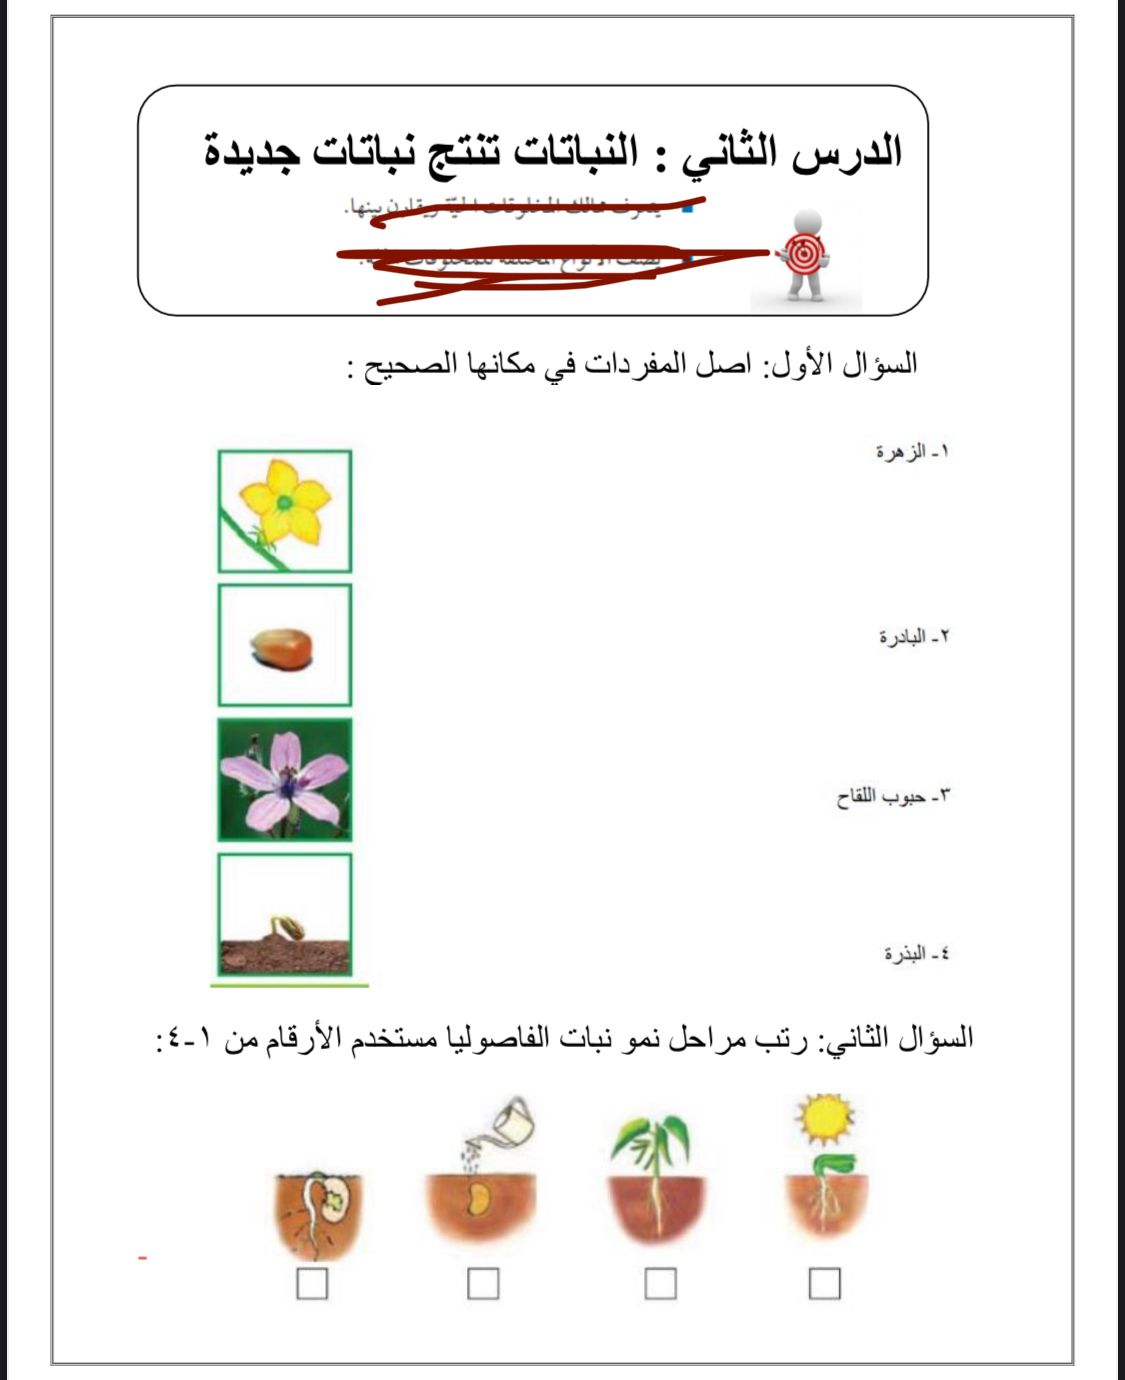 الدرس الثاني : النباتات تنتج نباتات جديدة
السؤال الأول: اصل المفردات في مكانها الصحيح :
١- الزهرة
٢- البادرة
٣- حبوب اللقاح
٤- البذرة
السؤال الثاني: رتب مراحل نمو نبات الفاصوليا مستخدم الأرقام من ١-٤: